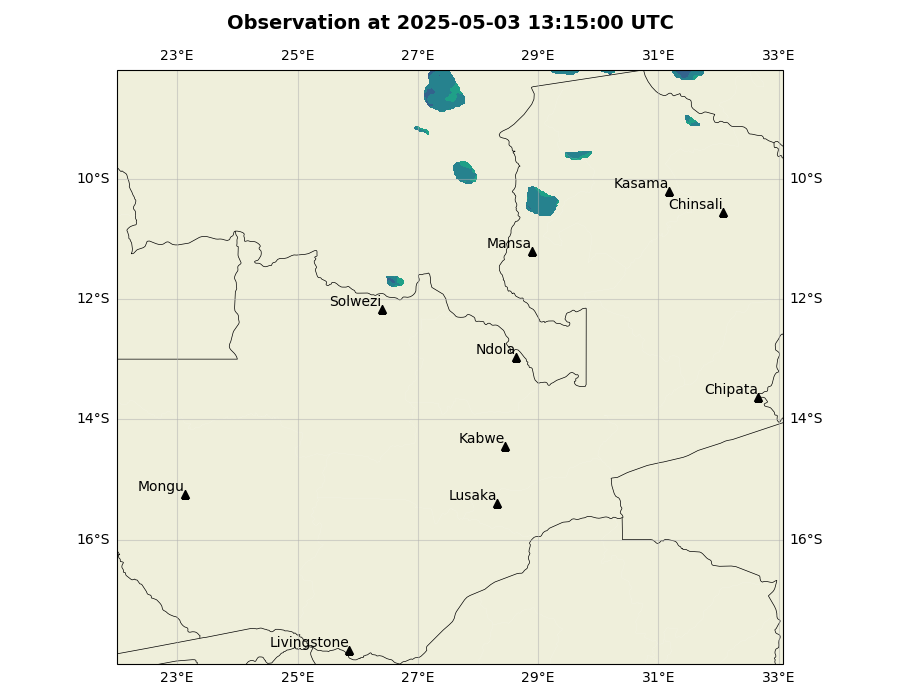 Observation at 2025-05-03 13:15:00 UTC
23°E 25°E 27°E 29°E 31°E 33°E
10°S 10°S
Kasama
Chinsali
Mansa
12°S 12°S
Solwezi
Ndola
Chipata
14°S 14°S
Kabwe
Mongu
Lusaka
16°S 16°S
Livingstone
23°E 25°E 27°E 29°E 31°E 33°E